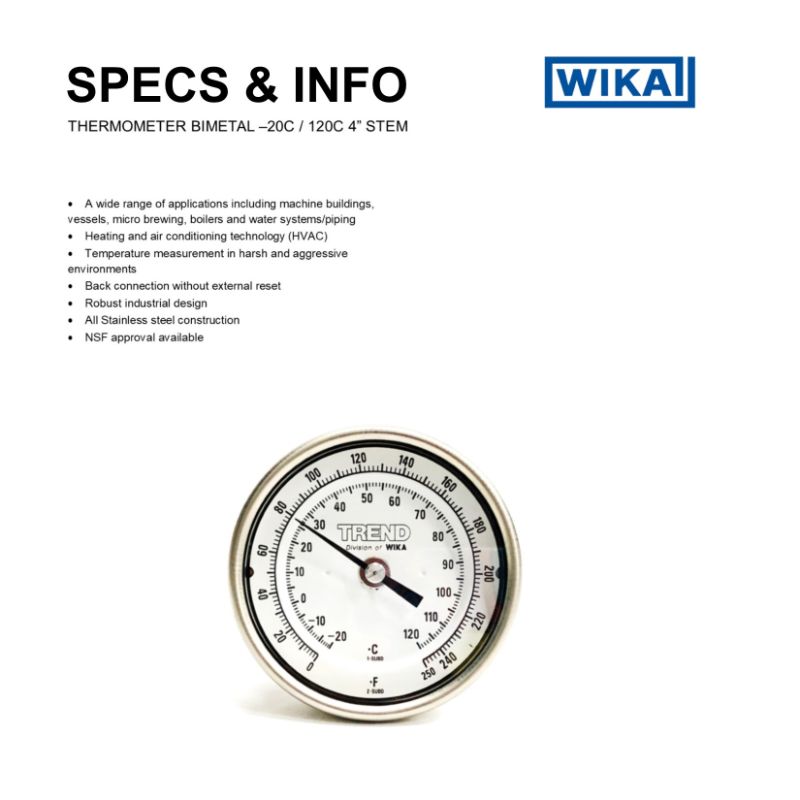 SPECS & INFO
WIKA
THERMOMETER BIMETAL –20C / 120C 4” STEM
• A wide range of applications including machine buildings,
vessels, micro brewing, boilers and water systems/piping
• Heating and air conditioning technology (HVAC)
• Temperature measurement in harsh and aggressive
environments
• Back connection without external reset
• Robust industrial design
• All Stainless steel construction
• NSF approval available
0 20 40 60 80 100 120 140 160 180 200 220 240 250
–20 –10 0 10 20 30 40 50 60 70 80 90 100 110 120
TREND
Division of WIKA
°C
1-SUBD
°F
2-SUBD